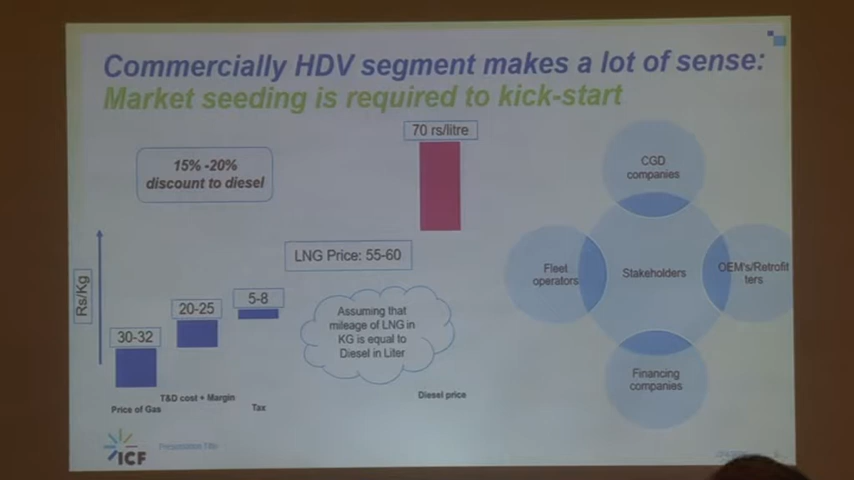 Commercially HDV segment makes a lot of sense:
Market seeding is required to kick-start
70 rs/litre
15% -20%
discount to diesel
LNG Price: 55-60
Rs/Kg
30-32
20-25
5-8
Assuming that
mileage of LNG in
KG is equal to
Diesel in Liter
Price of Gas
T&D cost + Margin
Tax
Diesel price
CGD
companies
Fleet
operators
Stakeholders
OEM's/Retrofit
ters
Financing
companies
ICF
Presentation Title